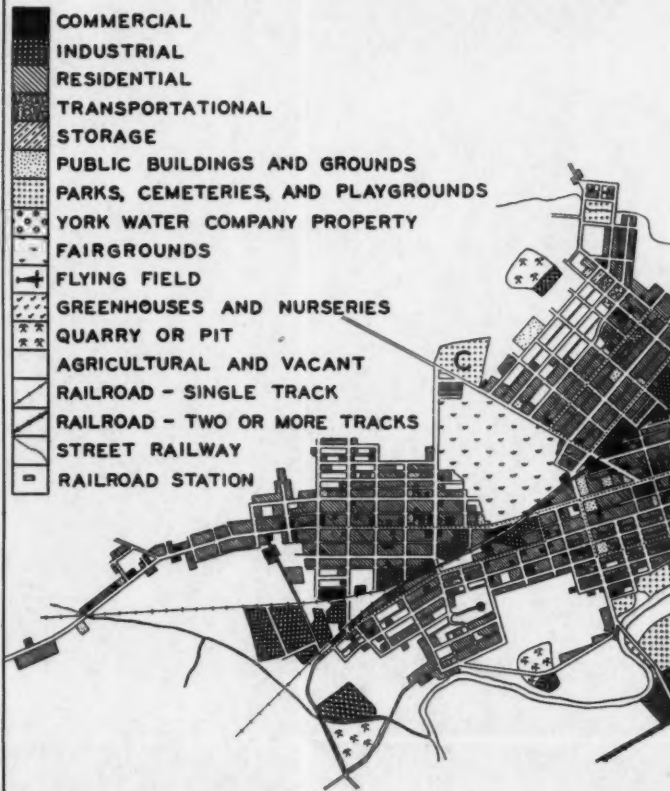 COMMERCIAL
INDUSTRIAL
RESIDENTIAL
TRANSPORTATIONAL
STORAGE
PUBLIC BUILDINGS AND GROUNDS
PARKS, CEMETERIES, AND PLAYGROUNDS
YORK WATER COMPANY PROPERTY
FAIRGROUNDS
FLYING FIELD
GREENHOUSES AND NURSERIES
QUARRY OR PIT
AGRICULTURAL AND VACANT
RAILROAD - SINGLE TRACK
RAILROAD - TWO OR MORE TRACKS
STREET RAILWAY
RAILROAD STATION
C